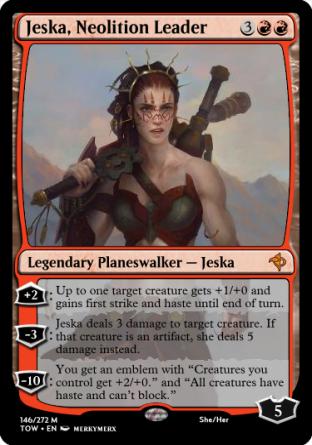 Jeska, Neolition Leader 3
Legendary Planeswalker — Jeska
+2: Up to one target creature gets +1/+0 and
gains first strike and haste until end of turn.
-3: Jeska deals 3 damage to target creature. If
that creature is an artifact, she deals 5
damage instead.
-10: You get an emblem with “Creatures you
control get +2/+0.” and “All creatures have
haste and can’t block.”
146/272 M
She/Her
5
TOW • EN MERKYMERX